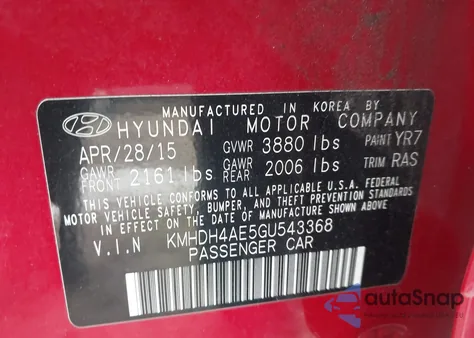 MANUFACTURED IN KOREA BY
HYUNDAI MOTOR COMPANY
APR/28/15 GVWR 3880 lbs PAINT YR7
GAWR FRONT 2161 lbs GAWR REAR 2006 lbs TRIM RAS
THIS VEHICLE CONFORMS TO ALL APPLICABLE U.S.A. FEDERAL
MOTOR VEHICLE SAFETY, BUMPER, AND THEFT PREVENTION STANDARDS
IN EFFECT ON THE DATE OF MANUFACTURE SHOWN ABOVE.
V.I.N KMHDH4AE5GU543368
PASSENGER CAR
autoSnap